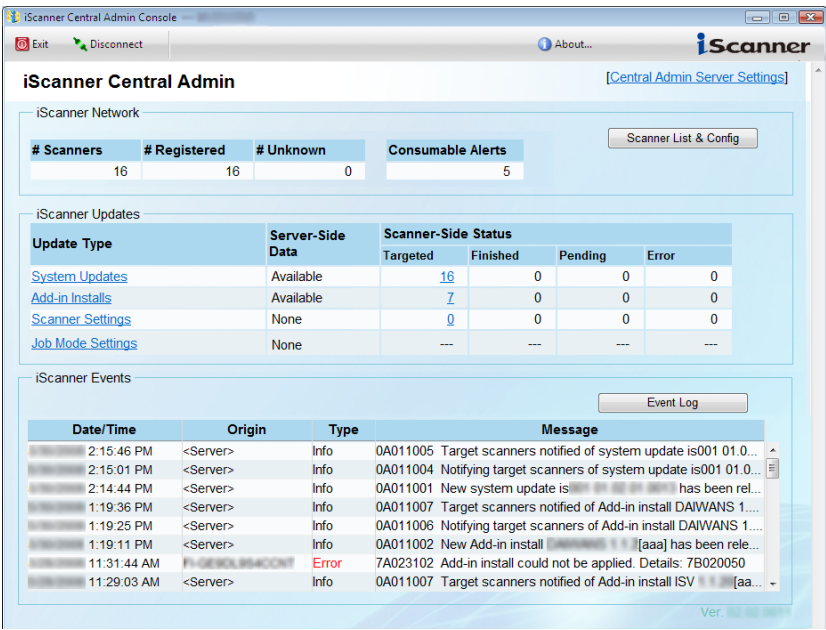 iScanner Central Admin Console
Exit Disconnect About... iScanner
iScanner Central Admin [Central Admin Server Settings]
iScanner Network
Scanner List & Config
# Scanners # Registered # Unknown Consumable Alerts
16 16 0 5
iScanner Updates
Update Type Server-Side Data Scanner-Side Status
Targeted Finished Pending Error
System Updates Available 16 0 0 0
Add-in Installs Available 7 0 0 0
Scanner Settings None 0 0 0 0
Job Mode Settings None --- --- --- ---
iScanner Events
Event Log
Date/Time Origin Type Message
2:15:46 PM <Server> Info 0A011005 Target scanners notified of system update is001 01.0...
2:15:01 PM <Server> Info 0A011004 Notifying target scanners of system update is001 01.0...
2:14:44 PM <Server> Info 0A011001 New system update is has been rel...
1:19:36 PM <Server> Info 0A011007 Target scanners notified of Add-in install DAIWANS 1....
1:19:25 PM <Server> Info 0A011006 Notifying target scanners of Add-in install DAIWANS 1....
1:19:11 PM <Server> Info 0A011002 New Add-in install [aaa] has been rele...
11:31:44 AM Error 7A023102 Add-in install could not be applied. Details: 7B020050
11:29:03 AM <Server> Info 0A011007 Target scanners notified of Add-in install ISV [aa...
Ver.